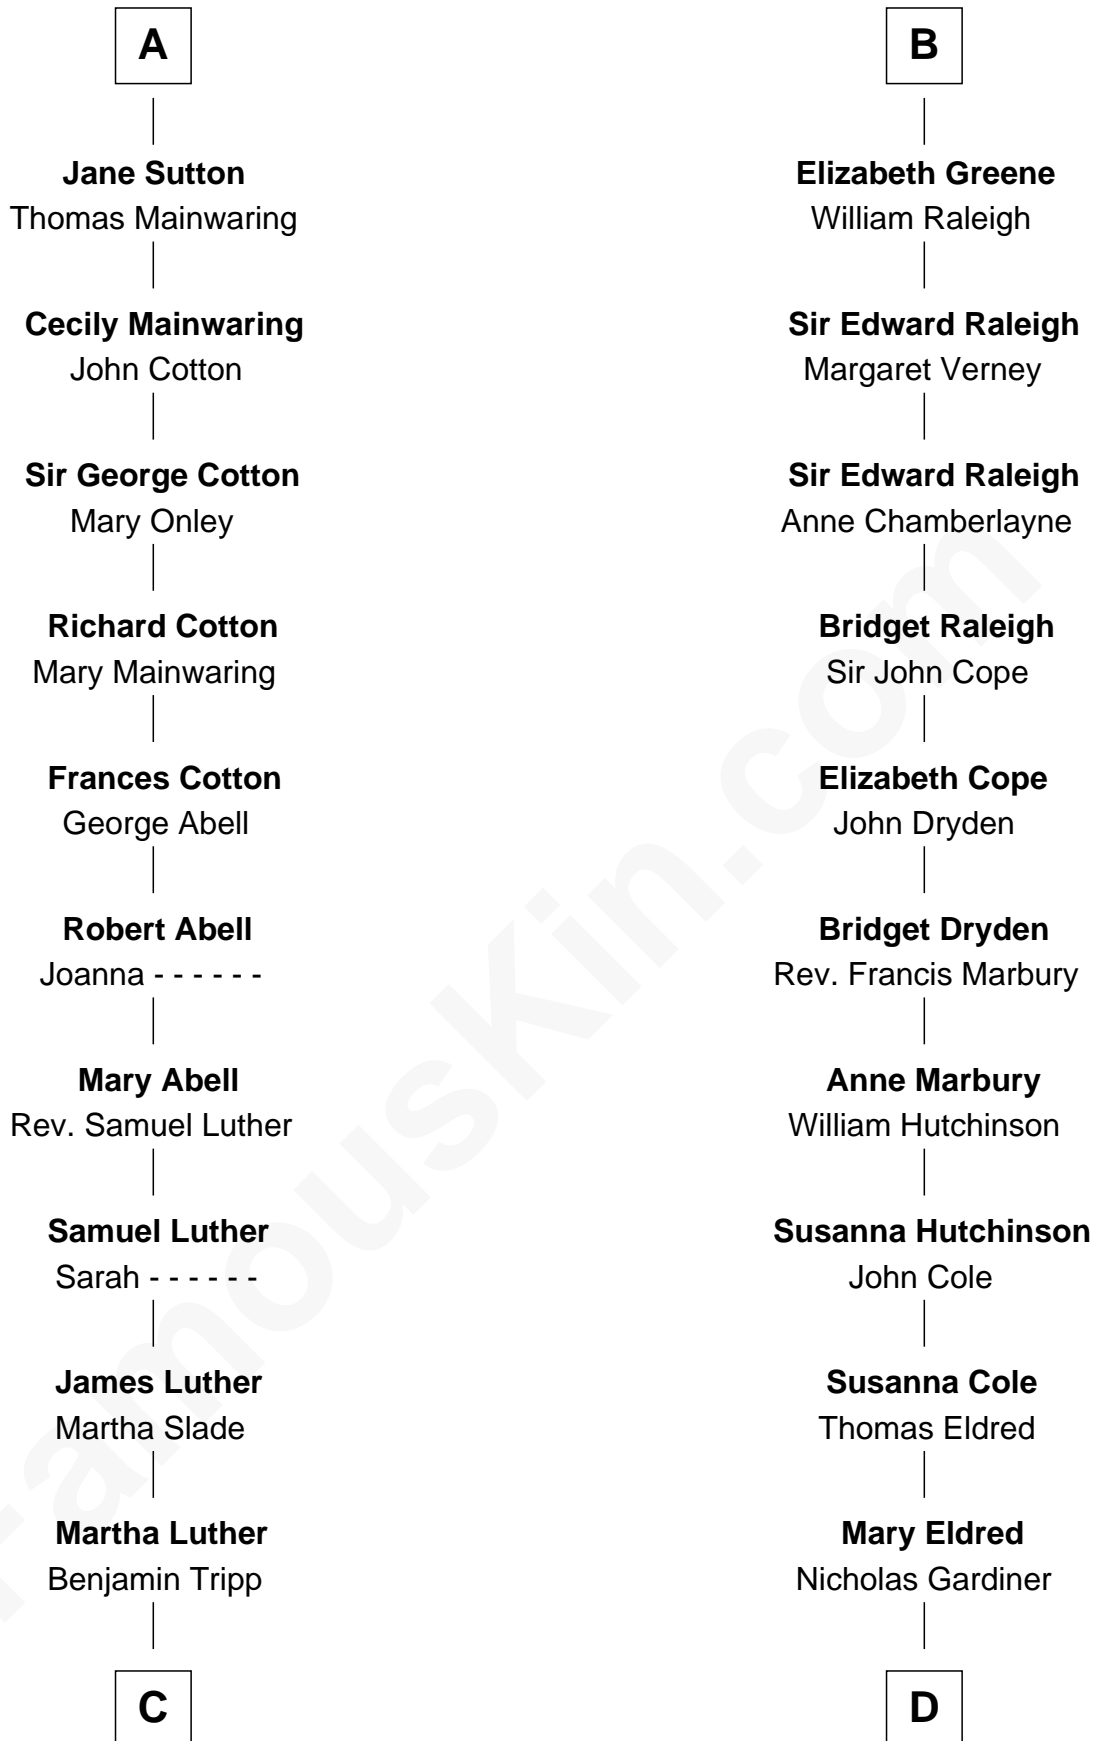 A
Jane Sutton
Thomas Mainwaring
Cecily Mainwaring
John Cotton
Sir George Cotton
Mary Onley
Richard Cotton
Mary Mainwaring
Frances Cotton
George Abell
Robert Abell
Joanna - - - - - -
Mary Abell
Rev. Samuel Luther
Samuel Luther
Sarah - - - - - -
James Luther
Martha Slade
Martha Luther
Benjamin Tripp
C
B
Elizabeth Greene
William Raleigh
Sir Edward Raleigh
Margaret Verney
Sir Edward Raleigh
Anne Chamberlayne
Bridget Raleigh
Sir John Cope
Elizabeth Cope
John Dryden
Bridget Dryden
Rev. Francis Marbury
Anne Marbury
William Hutchinson
Susanna Hutchinson
John Cole
Susanna Cole
Thomas Eldred
Mary Eldred
Nicholas Gardiner
D
FamousKin.com